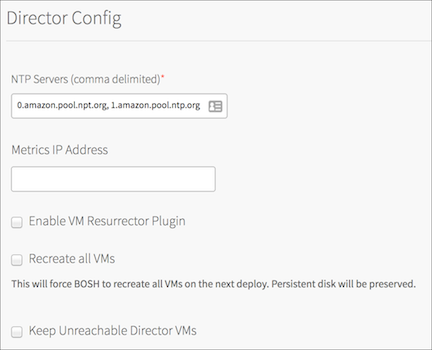 Director Config
NTP Servers (comma delimited)*
0.amazon.pool.npt.org, 1.amazon.pool.ntp.org
Metrics IP Address
Enable VM Resurrector Plugin
Recreate all VMs
This will force BOSH to recreate all VMs on the next deploy. Persistent disk will be preserved.
Keep Unreachable Director VMs